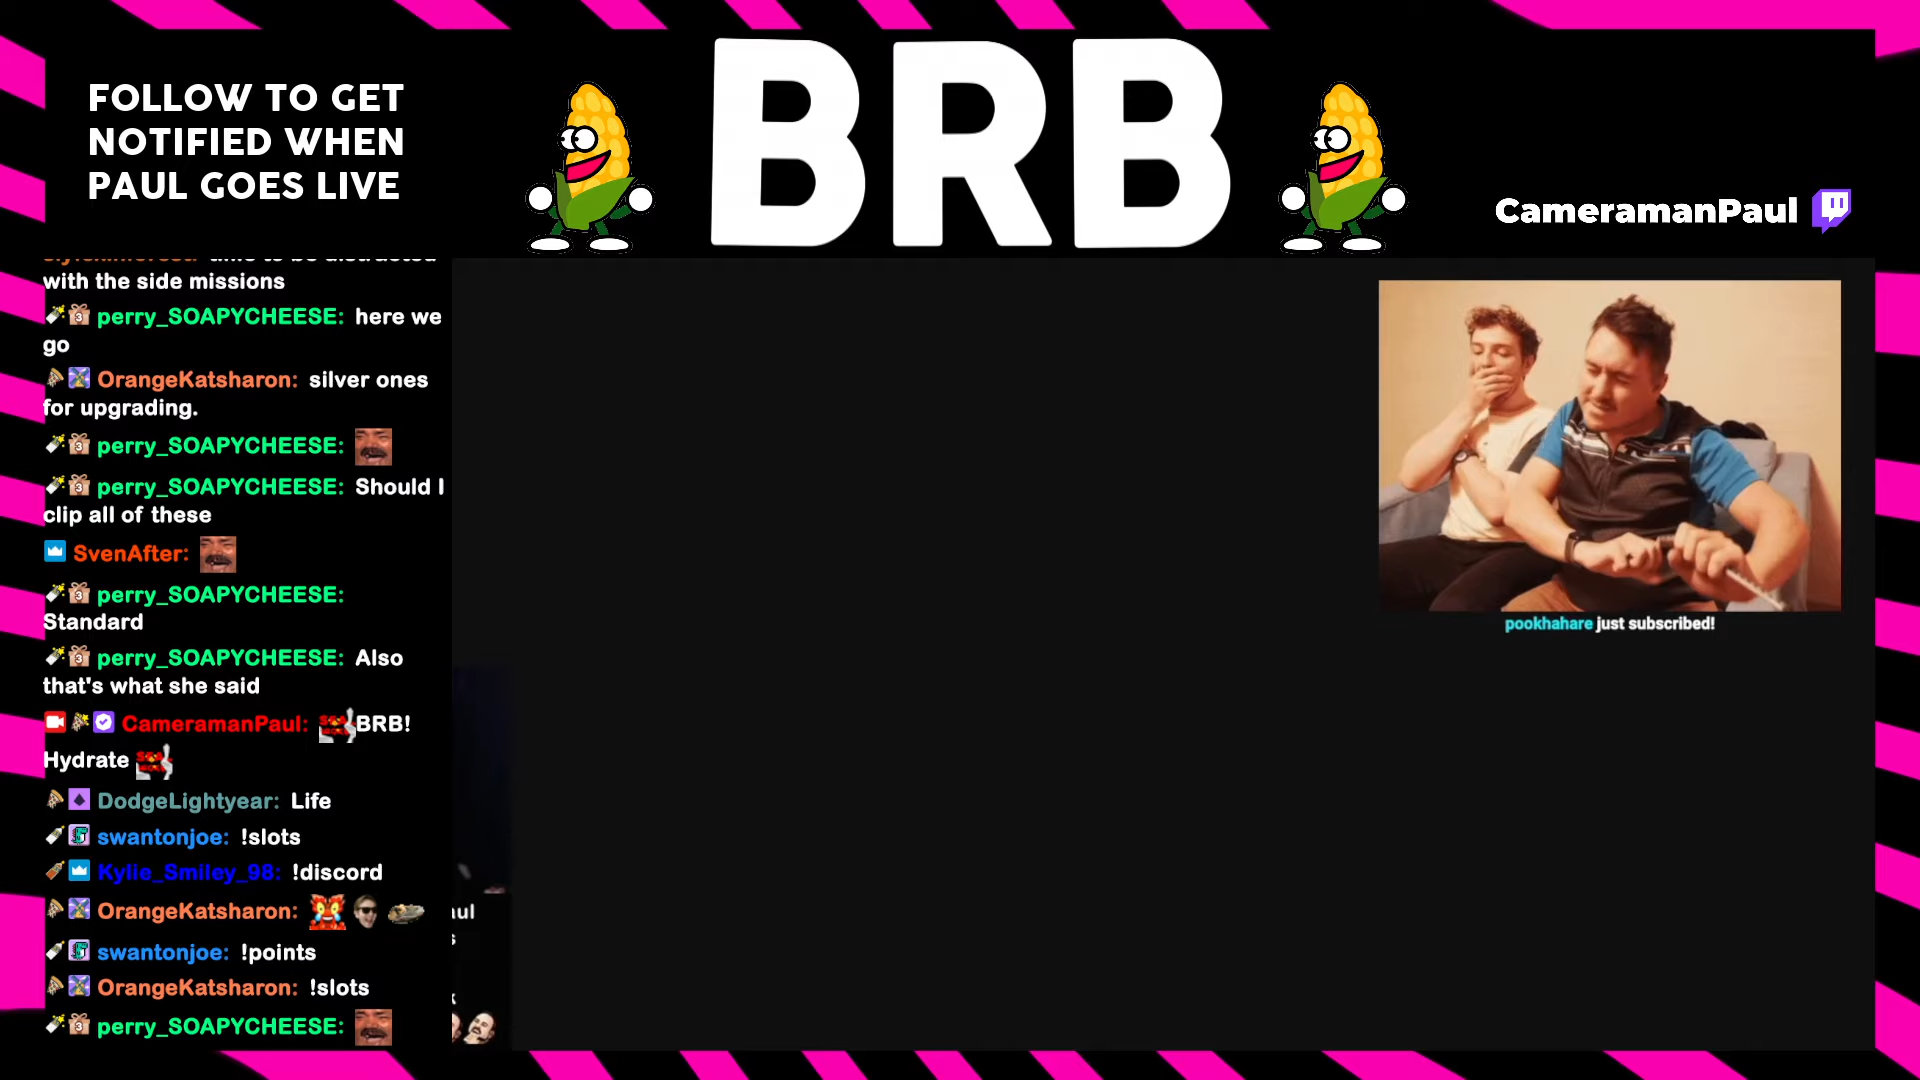 FOLLOW TO GET
NOTIFIED WHEN
PAUL GOES LIVE
BRB
CameramanPaul
with the side missions
perry_SOAPYCHEESE: here we
go
OrangeKatsharon: silver ones
for upgrading.
perry_SOAPYCHEESE:
perry_SOAPYCHEESE: Should I
clip all of these
SvenAfter:
perry_SOAPYCHEESE:
Standard
perry_SOAPYCHEESE: Also
that's what she said
CameramanPaul: BRB!
Hydrate
DodgeLightyear: Life
swantonjoe: !slots
Kylie_Smiley_98: !discord
OrangeKatsharon:
swantonjoe: !points
OrangeKatsharon: !slots
perry_SOAPYCHEESE:
pookhahare just subscribed!